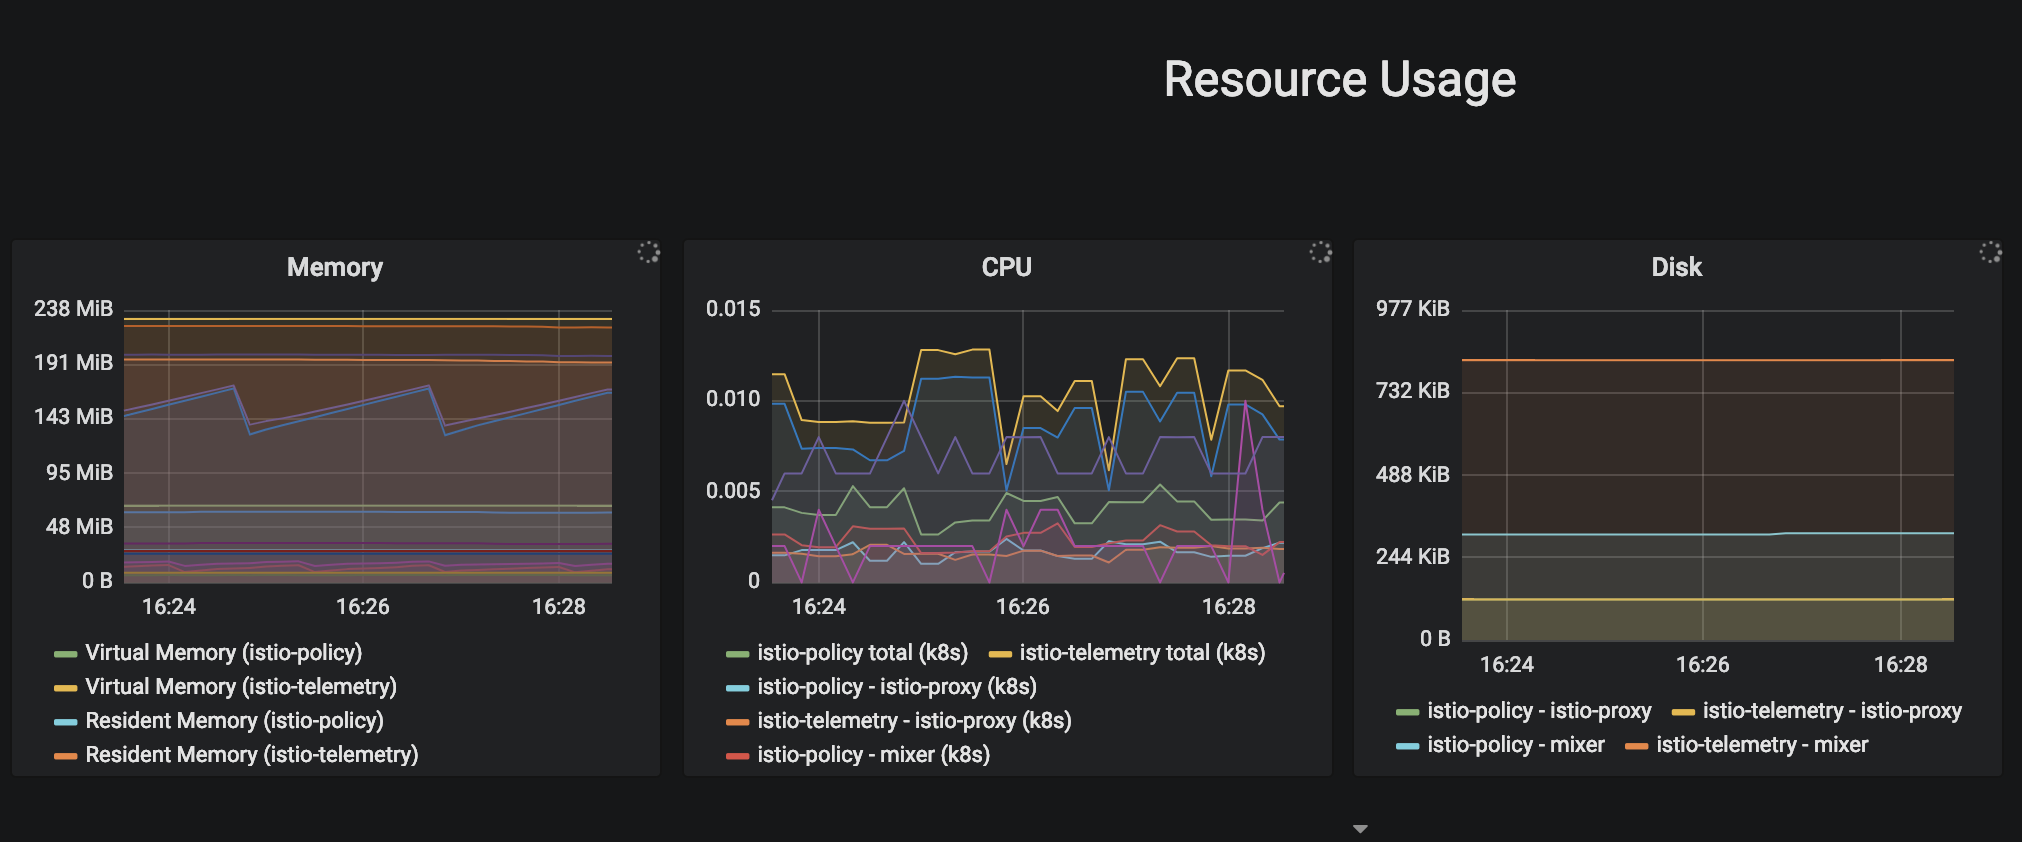 Resource Usage
Memory
238 MiB
191 MiB
143 MiB
95 MiB
48 MiB
0 B
16:24 16:26 16:28
Virtual Memory (istio-policy)
Virtual Memory (istio-telemetry)
Resident Memory (istio-policy)
Resident Memory (istio-telemetry)
CPU
0.015
0.010
0.005
0
16:24 16:26 16:28
istio-policy total (k8s) istio-telemetry total (k8s)
istio-policy - istio-proxy (k8s)
istio-telemetry - istio-proxy (k8s)
istio-policy - mixer (k8s)
Disk
977 KiB
732 KiB
488 KiB
244 KiB
0 B
16:24 16:26 16:28
istio-policy - istio-proxy istio-telemetry - istio-proxy
istio-policy - mixer istio-telemetry - mixer